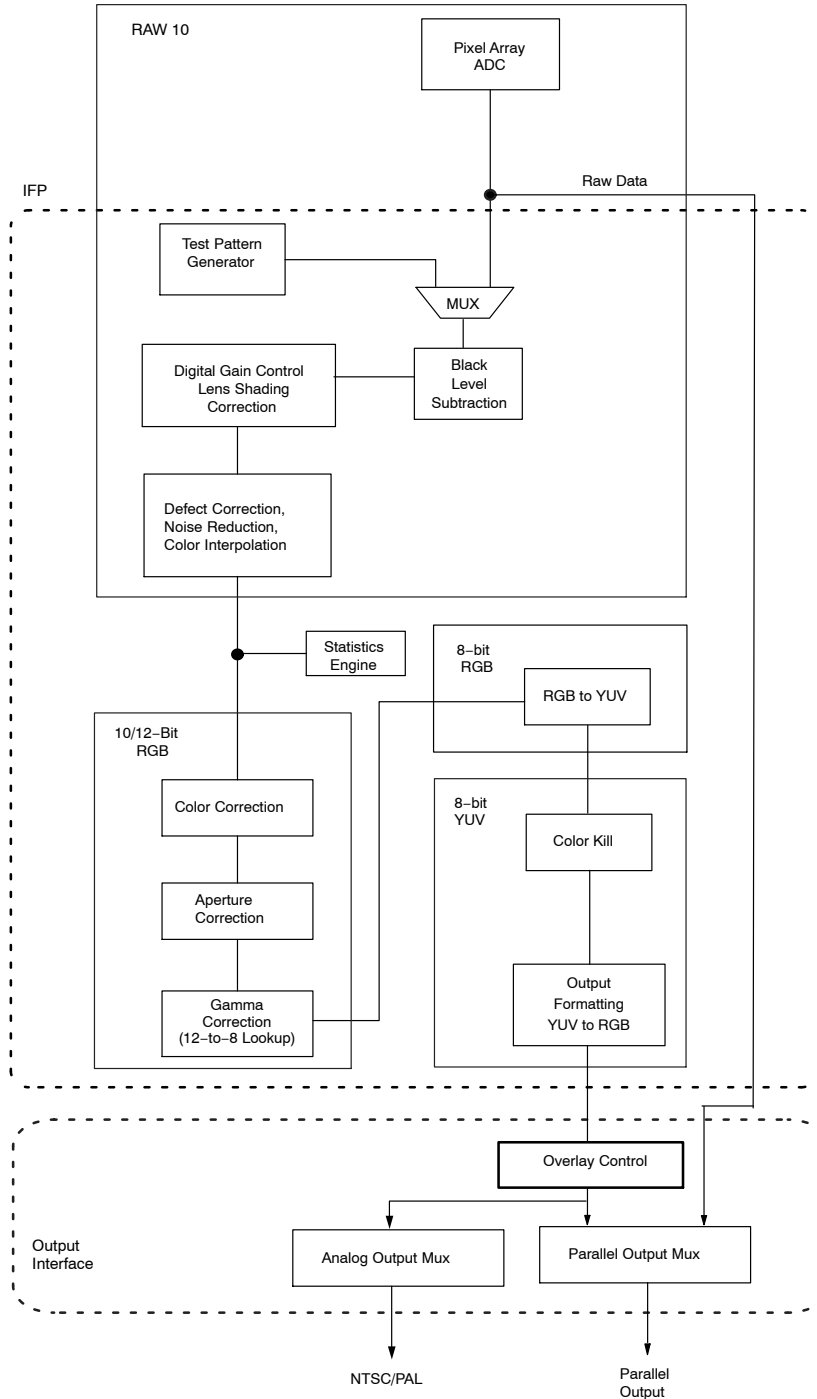 RAW 10
Pixel Array
ADC
Raw Data
IFP
Test Pattern
Generator
MUX
Black
Level
Subtraction
Digital Gain Control
Lens Shading
Correction
Defect Correction,
Noise Reduction,
Color Interpolation
Statistics
Engine
8−bit
RGB
RGB to YUV
10/12−Bit
RGB
Color Correction
Aperture
Correction
Gamma
Correction
(12−to−8 Lookup)
8−bit
YUV
Color Kill
Output
Formatting
YUV to RGB
Overlay Control
Output
Interface
Analog Output Mux
Parallel Output Mux
NTSC/PAL
Parallel
Output